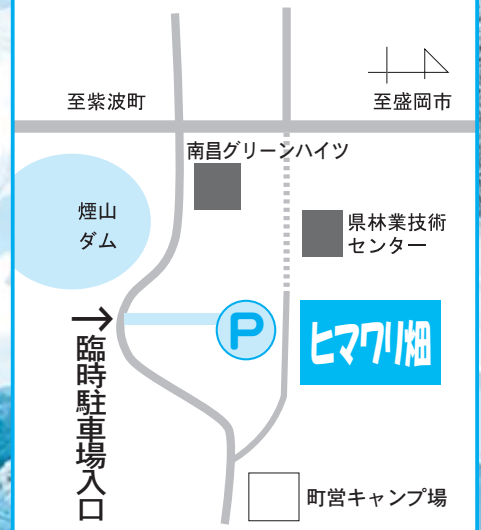 至紫波町
至盛岡市
南昌グリーンハイツ
煙山
ダム
県林業技術
センター
→
臨時駐車場入口
P
ヒマワリ畑
町営キャンプ場